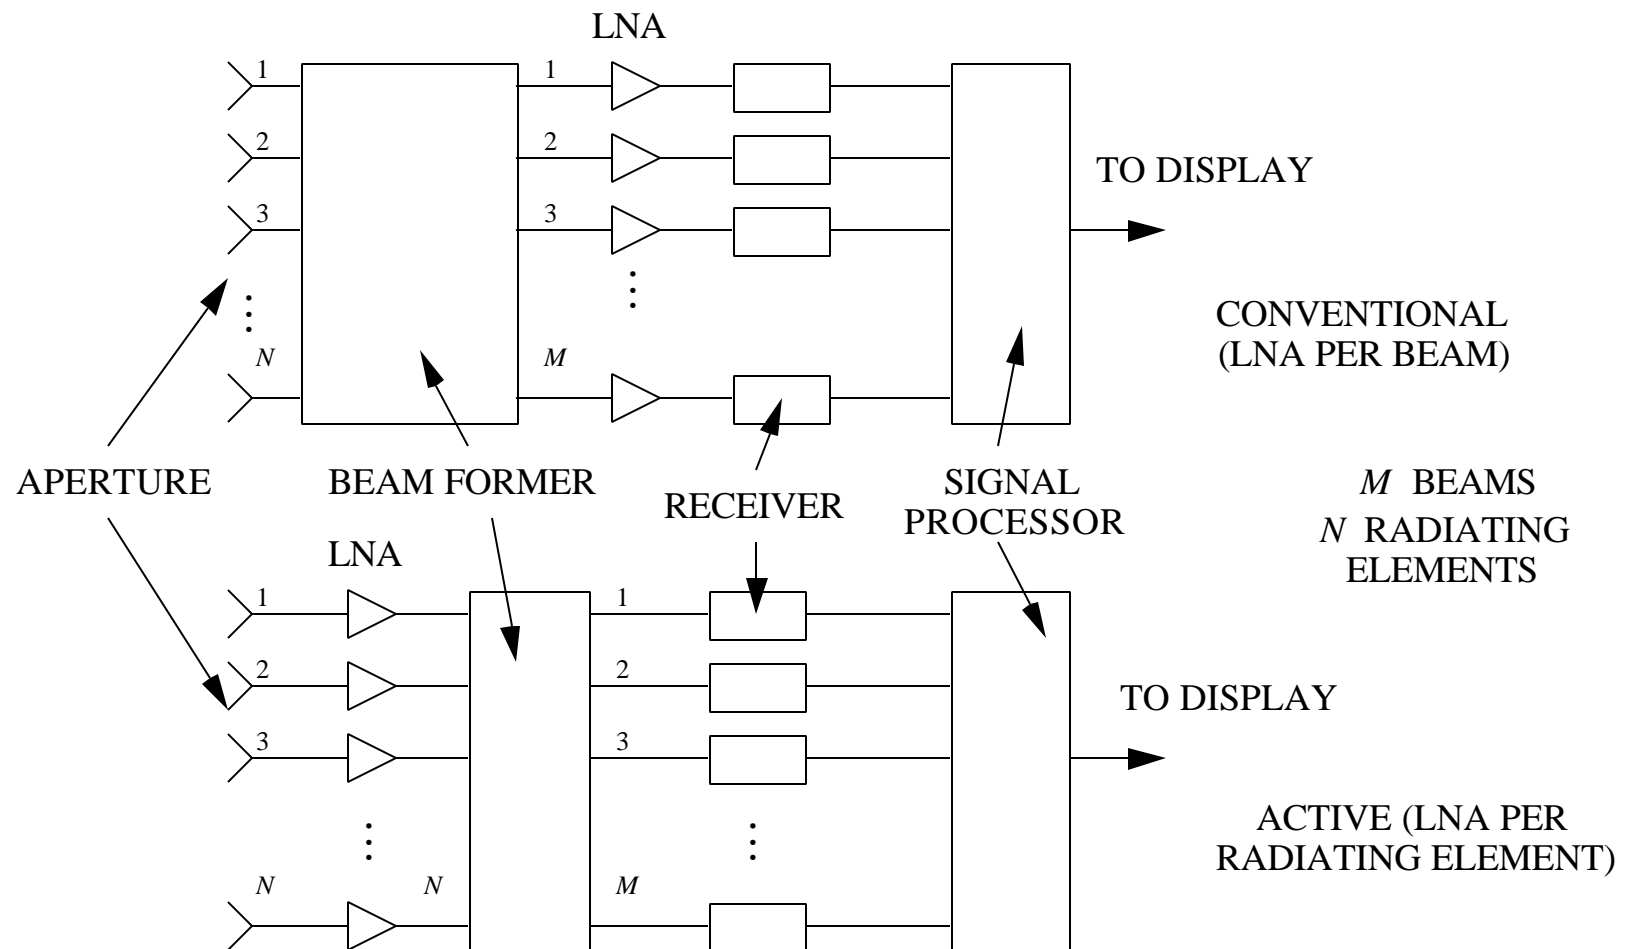 LNA
1 1
2 2
TO DISPLAY
3 3
CONVENTIONAL
(LNA PER BEAM)
N M
APERTURE
BEAM FORMER
RECEIVER
SIGNAL
PROCESSOR
M BEAMS
N RADIATING
ELEMENTS
LNA
1 1
2 2
TO DISPLAY
3 3
ACTIVE (LNA PER
RADIATING ELEMENT)
N N M